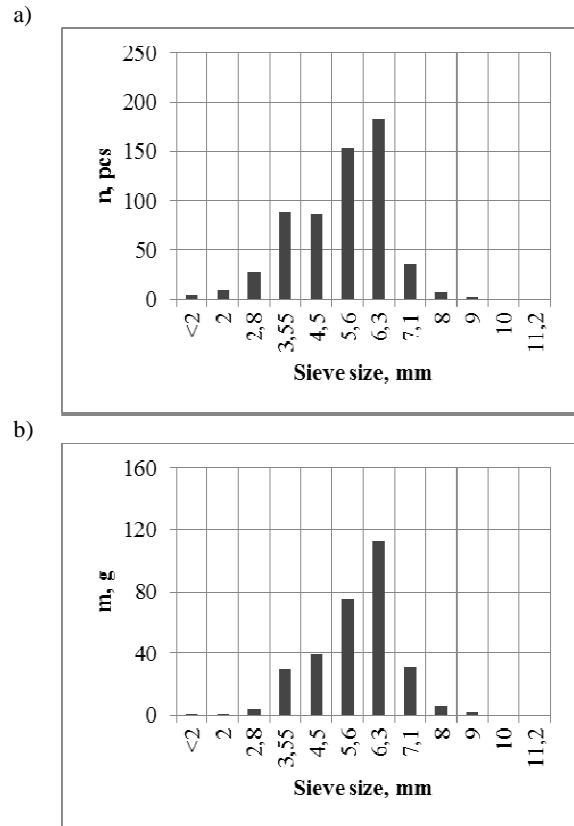 a)
250
200
150
100
50
0
n, pcs
<2 2 2,8 3,55 4,5 5,6 6,3 7,1 8 9 10 11,2
Sieve size, mm
b)
160
120
80
40
0
m, g
<2 2 2,8 3,55 4,5 5,6 6,3 7,1 8 9 10 11,2
Sieve size, mm